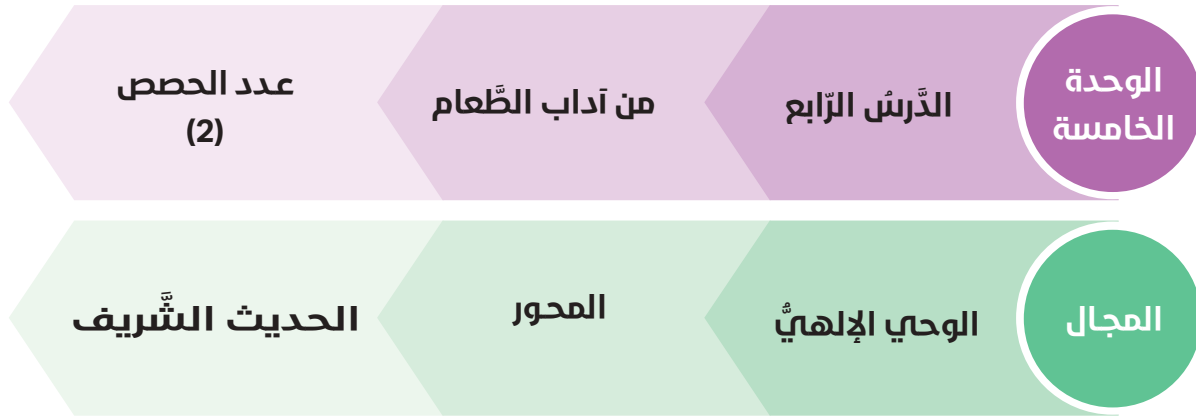 الوحدة
الخامسة
الدَّرسُ الرّابع
من آداب الطَّعام
عدد الحصص
(2)
المجال
الوحي الإلهيُّ
المحور
الحديث الشَّريف